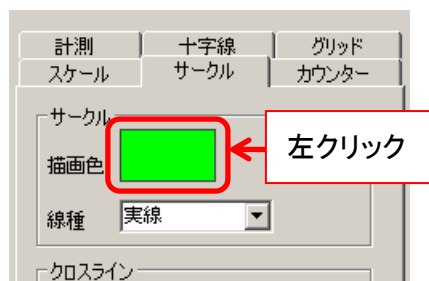 計測 十字線 グリッド
スケール サークル カウンター
サークル
描画色
左クリック
線種 実線
クロスライン